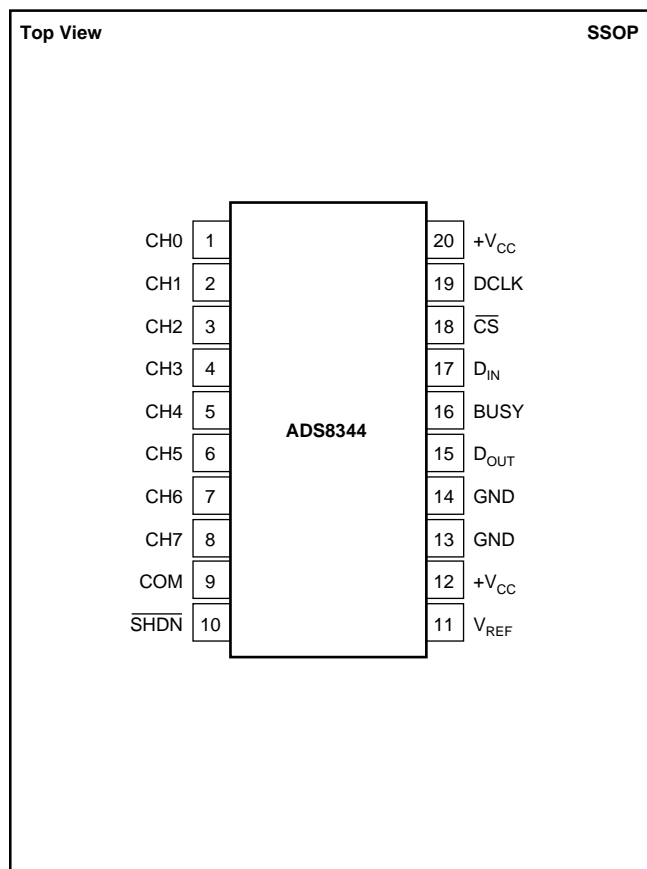 Top View SSOP
CH0 1 20 +VCC
CH1 2 19 DCLK
CH2 3 18 CS
CH3 4 17 DIN
CH4 5 16 BUSY
ADS8344
CH5 6 15 DOUT
CH6 7 14 GND
CH7 8 13 GND
COM 9 12 +VCC
SHDN 10 11 VREF